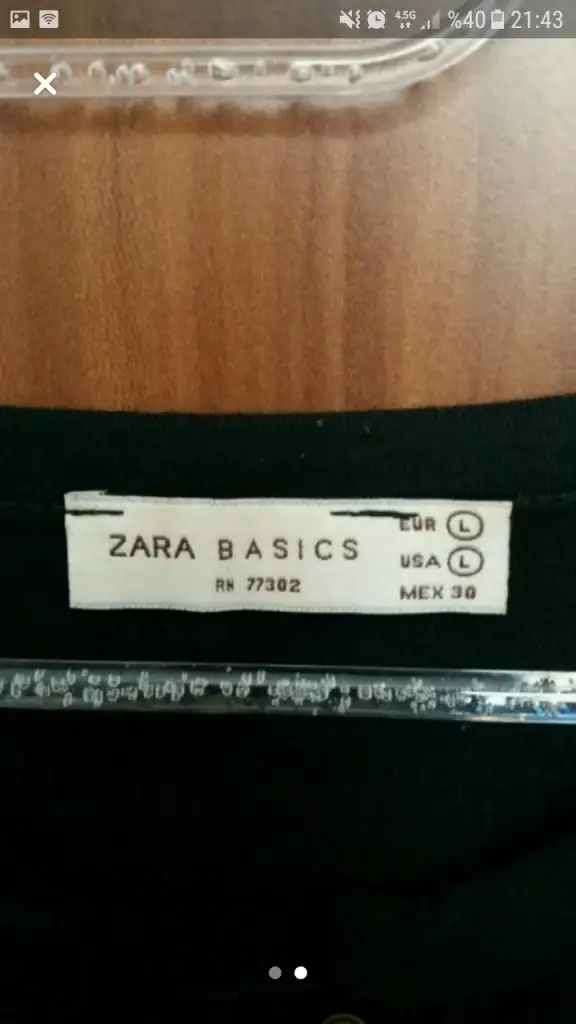 4.5G %40 21:43
ZARA BASICS
RN 77302
EUR L
USA L
MEX 30